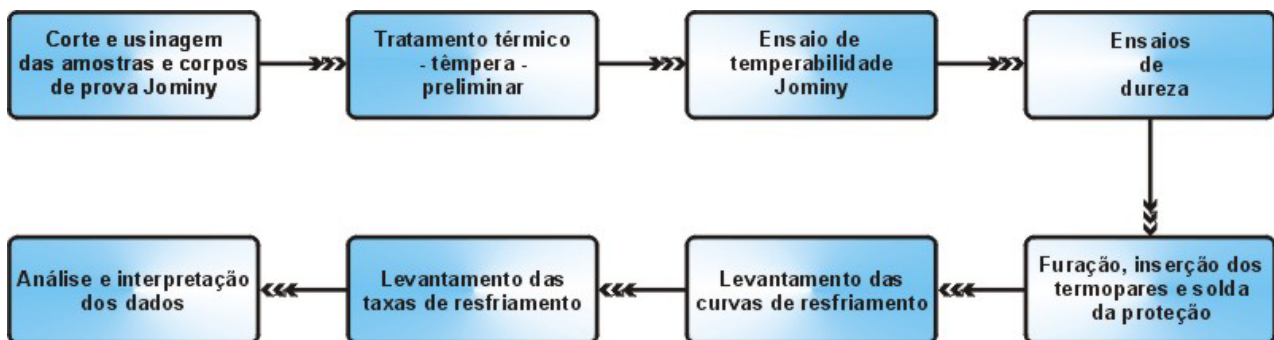 Corte e usinagem
das amostras e corpos
de prova Jominy
Tratamento térmico
- têmpera -
preliminar
Ensaio de
temperabilidade
Jominy
Ensaios
de
dureza
Furação, inserção dos
termopares e solda
da proteção
Levantamento das
curvas de resfriamento
Levantamento das
taxas de resfriamento
Análise e interpretação
dos dados